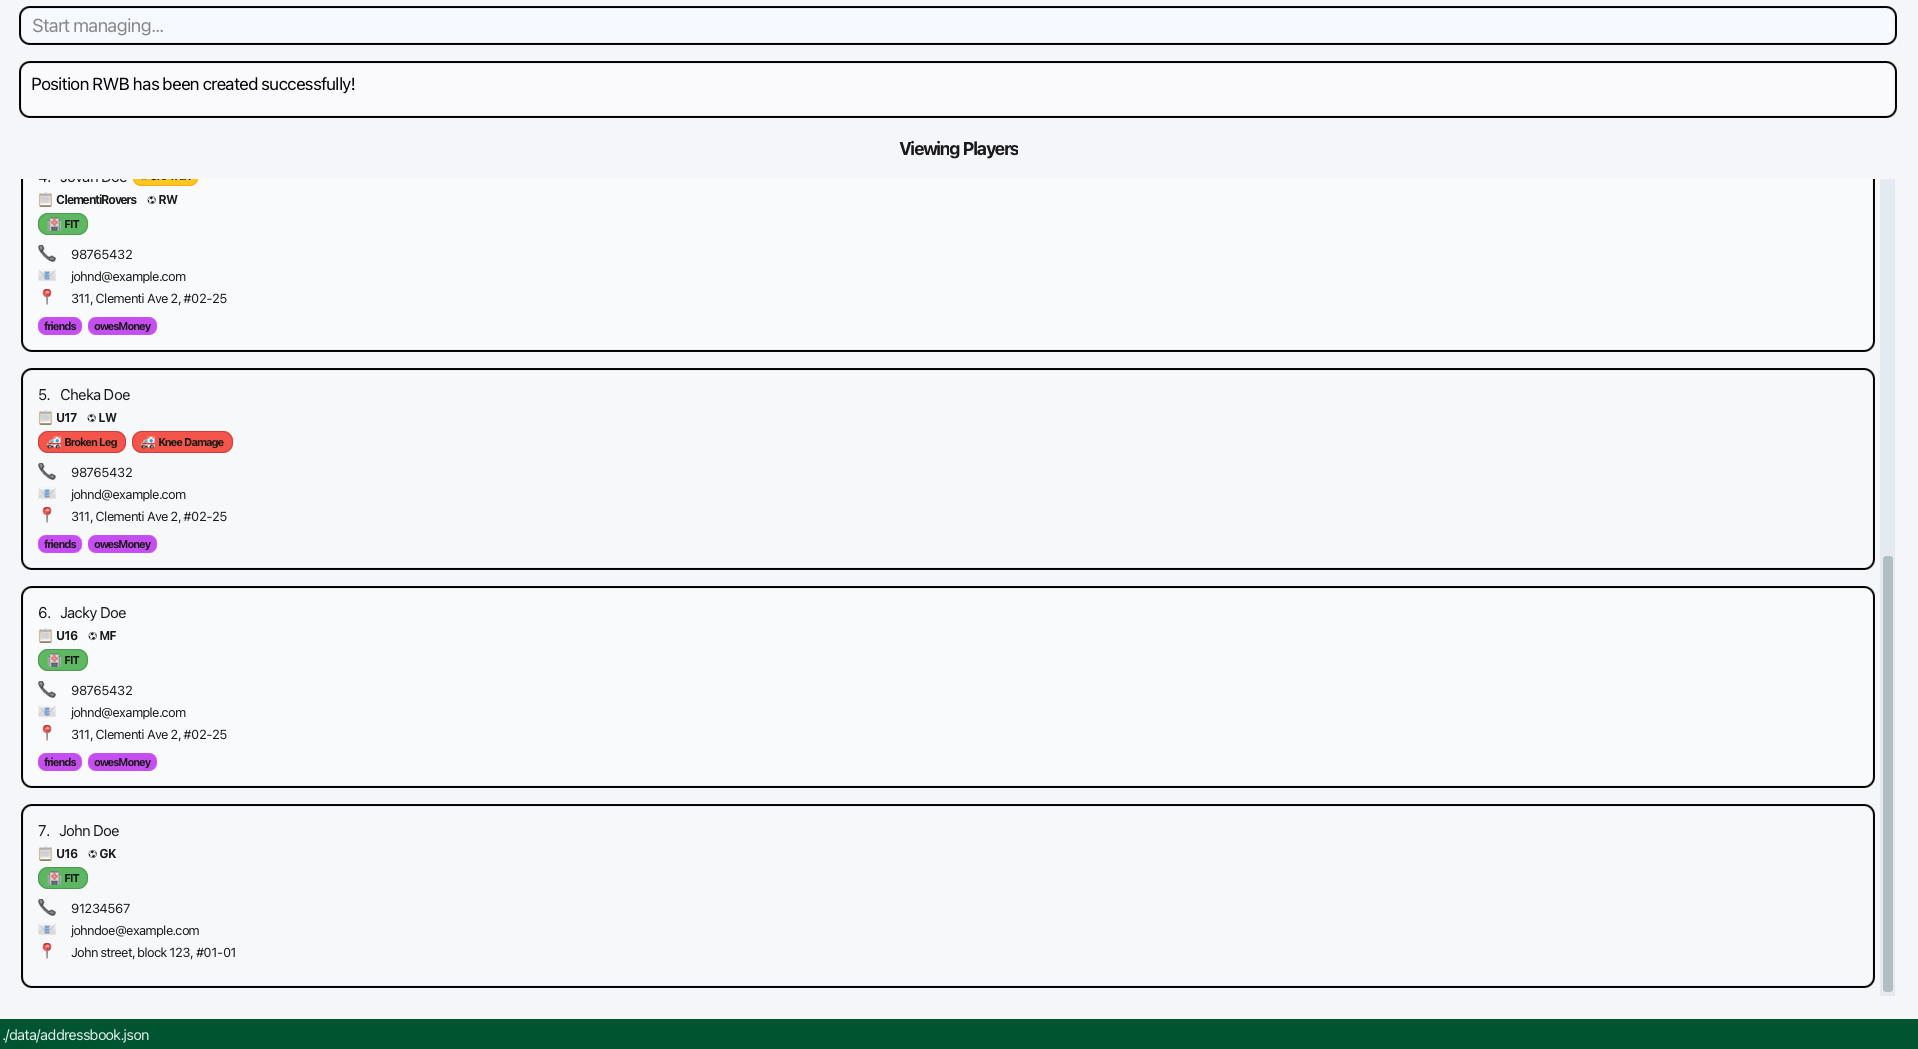 Start managing...
Position RWB has been created successfully!
Viewing Players
4. Jovan Doe
ClementiRovers RW
FIT
98765432
johnd@example.com
311, Clementi Ave 2, #02-25
friends owesMoney
5. Cheka Doe
U17 LW
Broken Leg Knee Damage
98765432
johnd@example.com
311, Clementi Ave 2, #02-25
friends owesMoney
6. Jacky Doe
U16 MF
FIT
98765432
johnd@example.com
311, Clementi Ave 2, #02-25
friends owesMoney
7. John Doe
U16 GK
FIT
91234567
johndoe@example.com
John street, block 123, #01-01
./data/addressbook.json